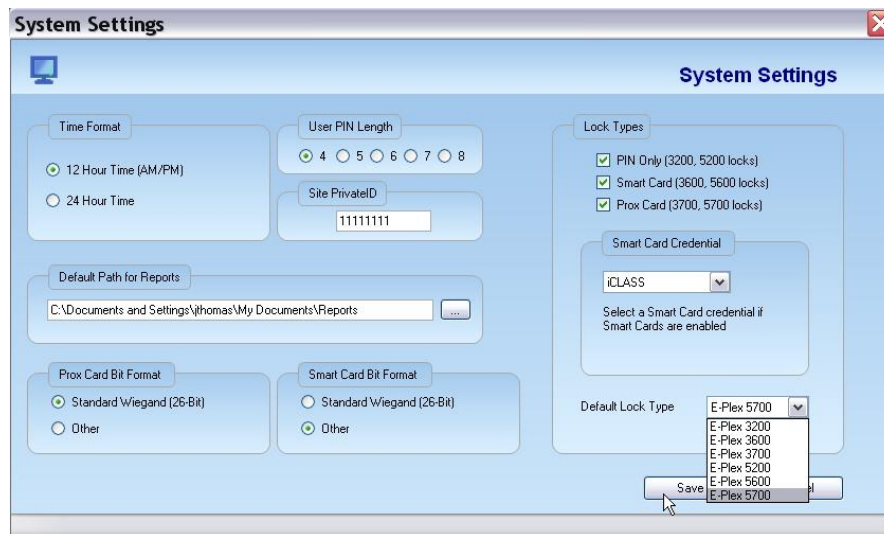 System Settings
System Settings
Time Format
12 Hour Time (AM/PM)
24 Hour Time
User PIN Length
4 5 6 7 8
Site PrivateID
11111111
Default Path for Reports
C:\Documents and Settings\jthomas\My Documents\Reports
...
Prox Card Bit Format
Standard Wiegand (26-Bit)
Other
Smart Card Bit Format
Standard Wiegand (26-Bit)
Other
Lock Types
PIN Only (3200, 5200 locks)
Smart Card (3600, 5600 locks)
Prox Card (3700, 5700 locks)
Smart Card Credential
iCLASS
Select a Smart Card credential if
Smart Cards are enabled
Default Lock Type E-Plex 5700
E-Plex 3200
E-Plex 3600
E-Plex 3700
E-Plex 5200
E-Plex 5600
E-Plex 5700
Save